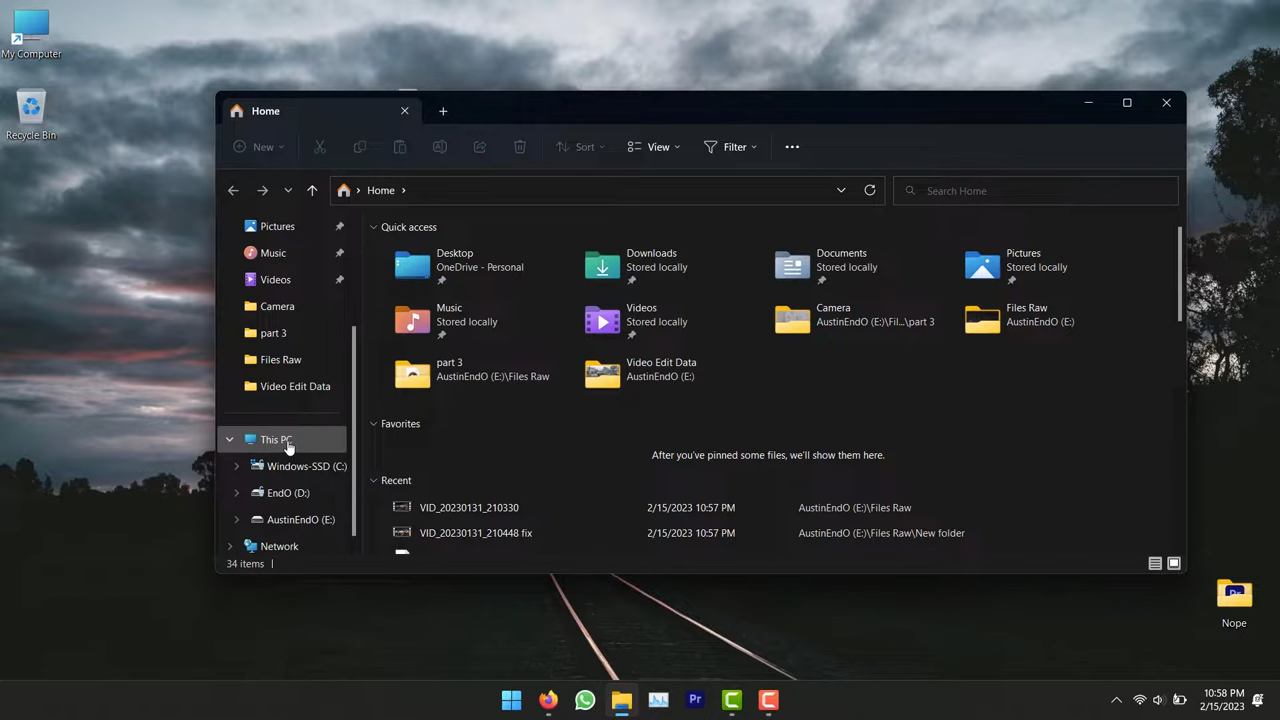 My Computer
Recycle Bin
Home
New
Sort
View
Filter
Home
Search Home
Pictures
Music
Videos
Camera
part 3
Files Raw
Video Edit Data
This PC
Windows-SSD (C:)
EndO (D:)
AustinEndO (E:)
Network
Quick access
Desktop
OneDrive - Personal
Downloads
Stored locally
Documents
Stored locally
Pictures
Stored locally
Music
Stored locally
Videos
Stored locally
Camera
AustinEndO (E:)\Fil...\part 3
Files Raw
AustinEndO (E:)
part 3
AustinEndO (E:)\Files Raw
Video Edit Data
AustinEndO (E:)
Favorites
After you've pinned some files, we'll show them here.
Recent
VID_20230131_210330 2/15/2023 10:57 PM AustinEndO (E:)\Files Raw
VID_20230131_210448 fix 2/15/2023 10:57 PM AustinEndO (E:)\Files Raw\New folder
34 items
Pr
Nope
Pr
10:58 PM
2/15/2023